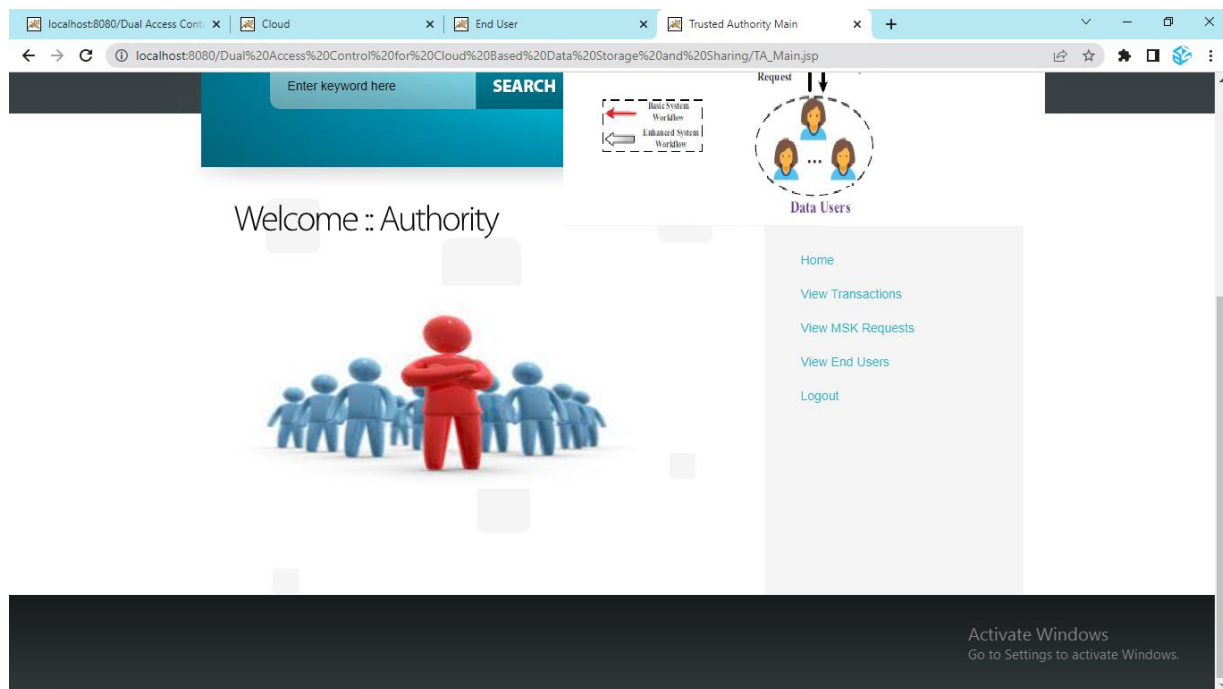 localhost:8080/Dual Access Cont
Cloud
End User
Trusted Authority Main
localhost:8080/Dual%20Access%20Control%20for%20Cloud%20Based%20Data%20Storage%20and%20Sharing/TA_Main.jsp
Enter keyword here
SEARCH
Request
Basic System
Workflow
Enhanced System
Workflow
...
Data Users
Welcome :: Authority
Home
View Transactions
View MSK Requests
View End Users
Logout
Activate Windows
Go to Settings to activate Windows.